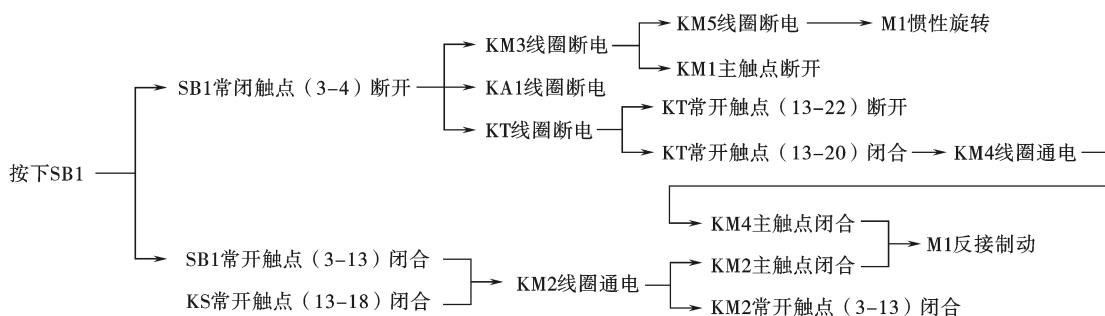 KM5线圈断电
M1惯性旋转
KM3线圈断电
KM1主触点断开
SB1常闭触点（3-4）断开
KA1线圈断电
KT常开触点（13-22）断开
KT线圈断电
KT常开触点（13-20）闭合
KM4线圈通电
按下SB1
KM4主触点闭合
M1反接制动
SB1常开触点（3-13）闭合
KM2主触点闭合
KM2线圈通电
KS常开触点（13-18）闭合
KM2常开触点（3-13）闭合